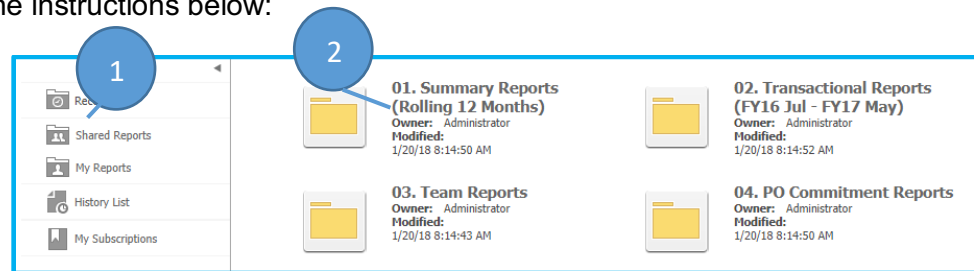 the instructions below:
1
2
Shared Reports
My Reports
History List
My Subscriptions
01. Summary Reports
(Rolling 12 Months)
Owner: Administrator
Modified:
1/20/18 8:14:50 AM
02. Transactional Reports
(FY16 Jul - FY17 May)
Owner: Administrator
Modified:
1/20/18 8:14:52 AM
03. Team Reports
Owner: Administrator
Modified:
1/20/18 8:14:43 AM
04. PO Commitment Reports
Owner: Administrator
Modified:
1/20/18 8:14:50 AM